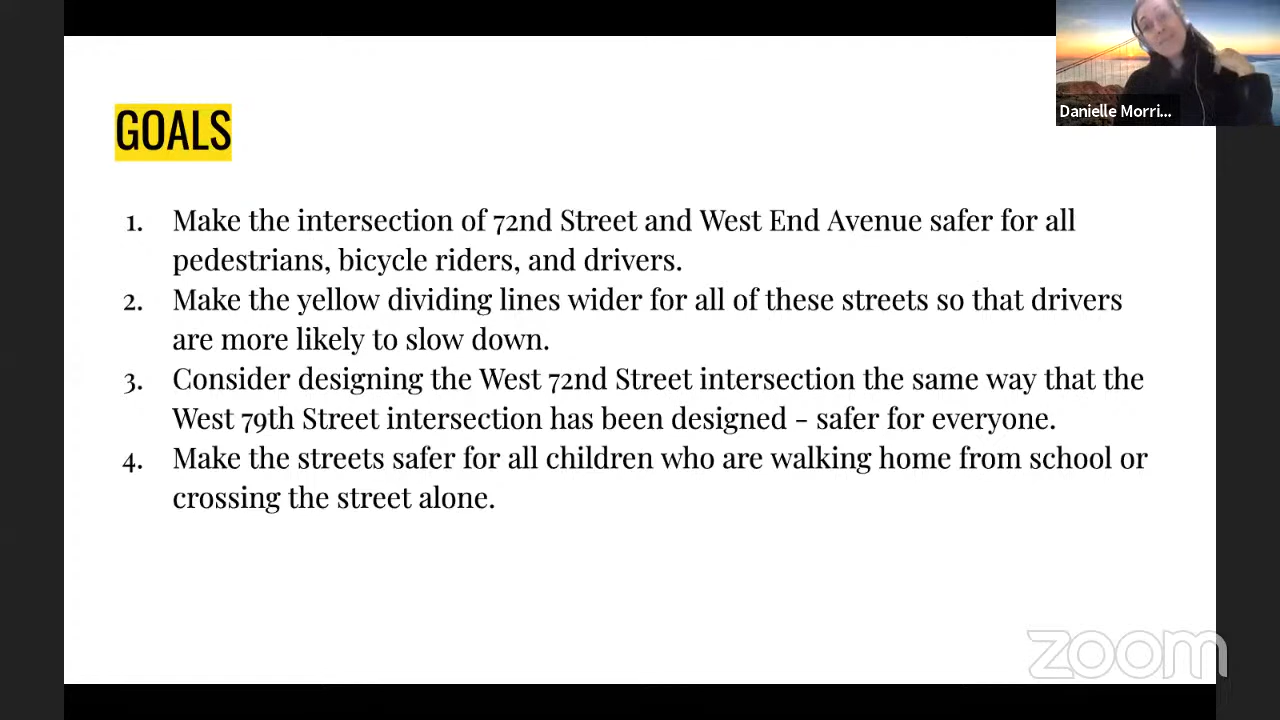 Danielle Morri...
GOALS
1. Make the intersection of 72nd Street and West End Avenue safer for all
pedestrians, bicycle riders, and drivers.
2. Make the yellow dividing lines wider for all of these streets so that drivers
are more likely to slow down.
3. Consider designing the West 72nd Street intersection the same way that the
West 79th Street intersection has been designed - safer for everyone.
4. Make the streets safer for all children who are walking home from school or
crossing the street alone.
zoom